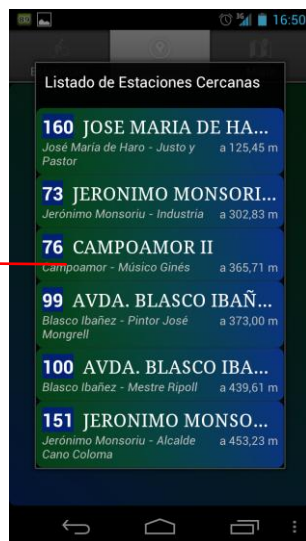 16:50
Listado de Estaciones Cercanas
160 JOSE MARIA DE HA...
José María de Haro - Justo y a 125,45 m
Pastor
73 JERONIMO MONSORI...
Jerónimo Monsoriu - Industria a 302,83 m
76 CAMPOAMOR II
Campoamor - Músico Ginés a 365,71 m
99 AVDA. BLASCO IBAÑ...
Blasco Ibañez - Pintor José a 373,00 m
Mongrell
100 AVDA. BLASCO IBA...
Blasco Ibañez - Mestre Ripoll a 439,61 m
151 JERONIMO MONSO...
Jerónimo Monsoriu - Alcalde a 453,23 m
Cano Coloma